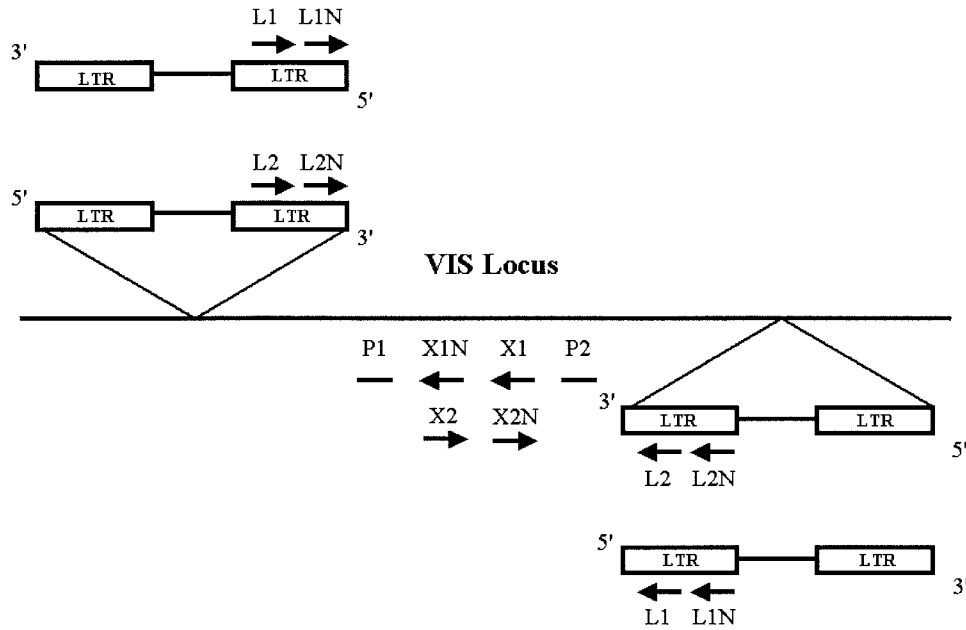 L1 L1N
3'
LTR LTR
5'
L2 L2N
5'
LTR LTR
3'
VIS Locus
P1 X1N X1 P2
X2 X2N
3'
LTR LTR
5'
L2 L2N
5'
LTR LTR
3'
L1 L1N